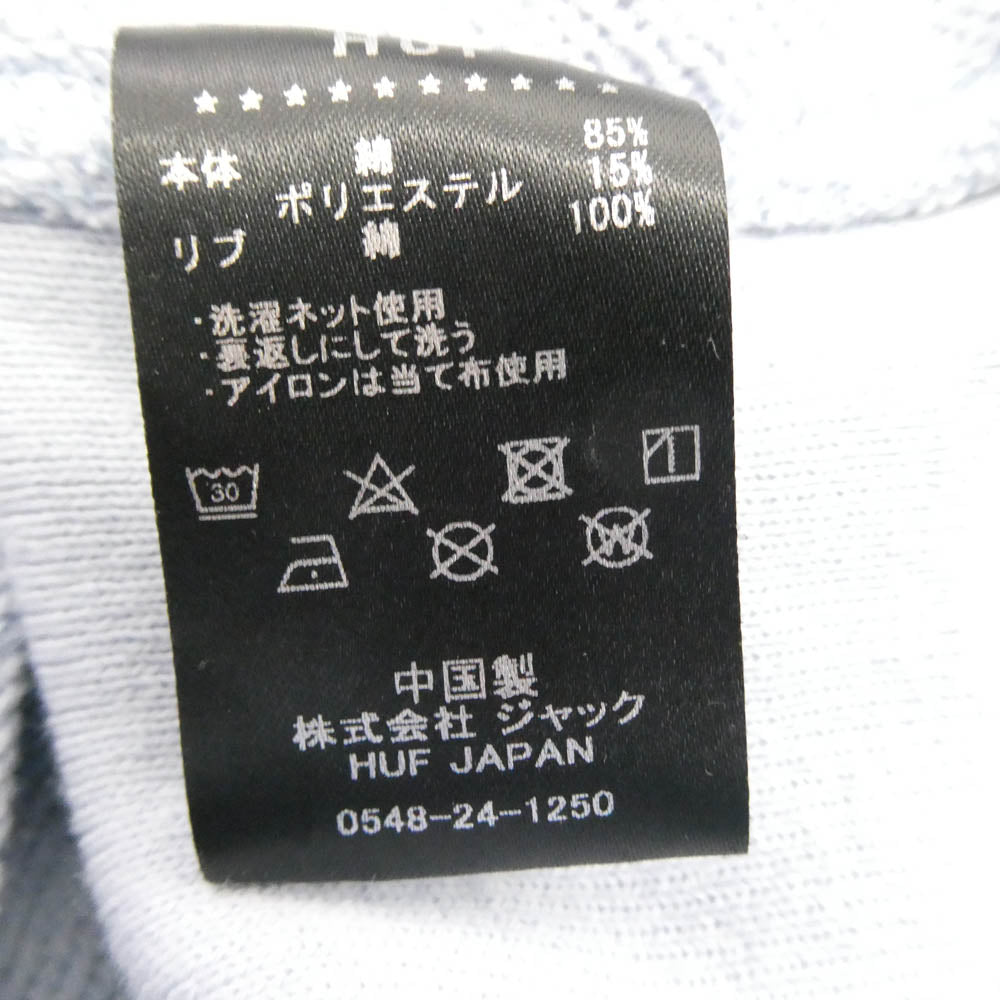 HUF
本体 綿 85%
ポリエステル 15%
リブ 綿 100%
・洗濯ネット使用
・裏返しにして洗う
・アイロンは当て布使用
30
W
中国製
株式会社 ジャック
HUF JAPAN
0548-24-1250